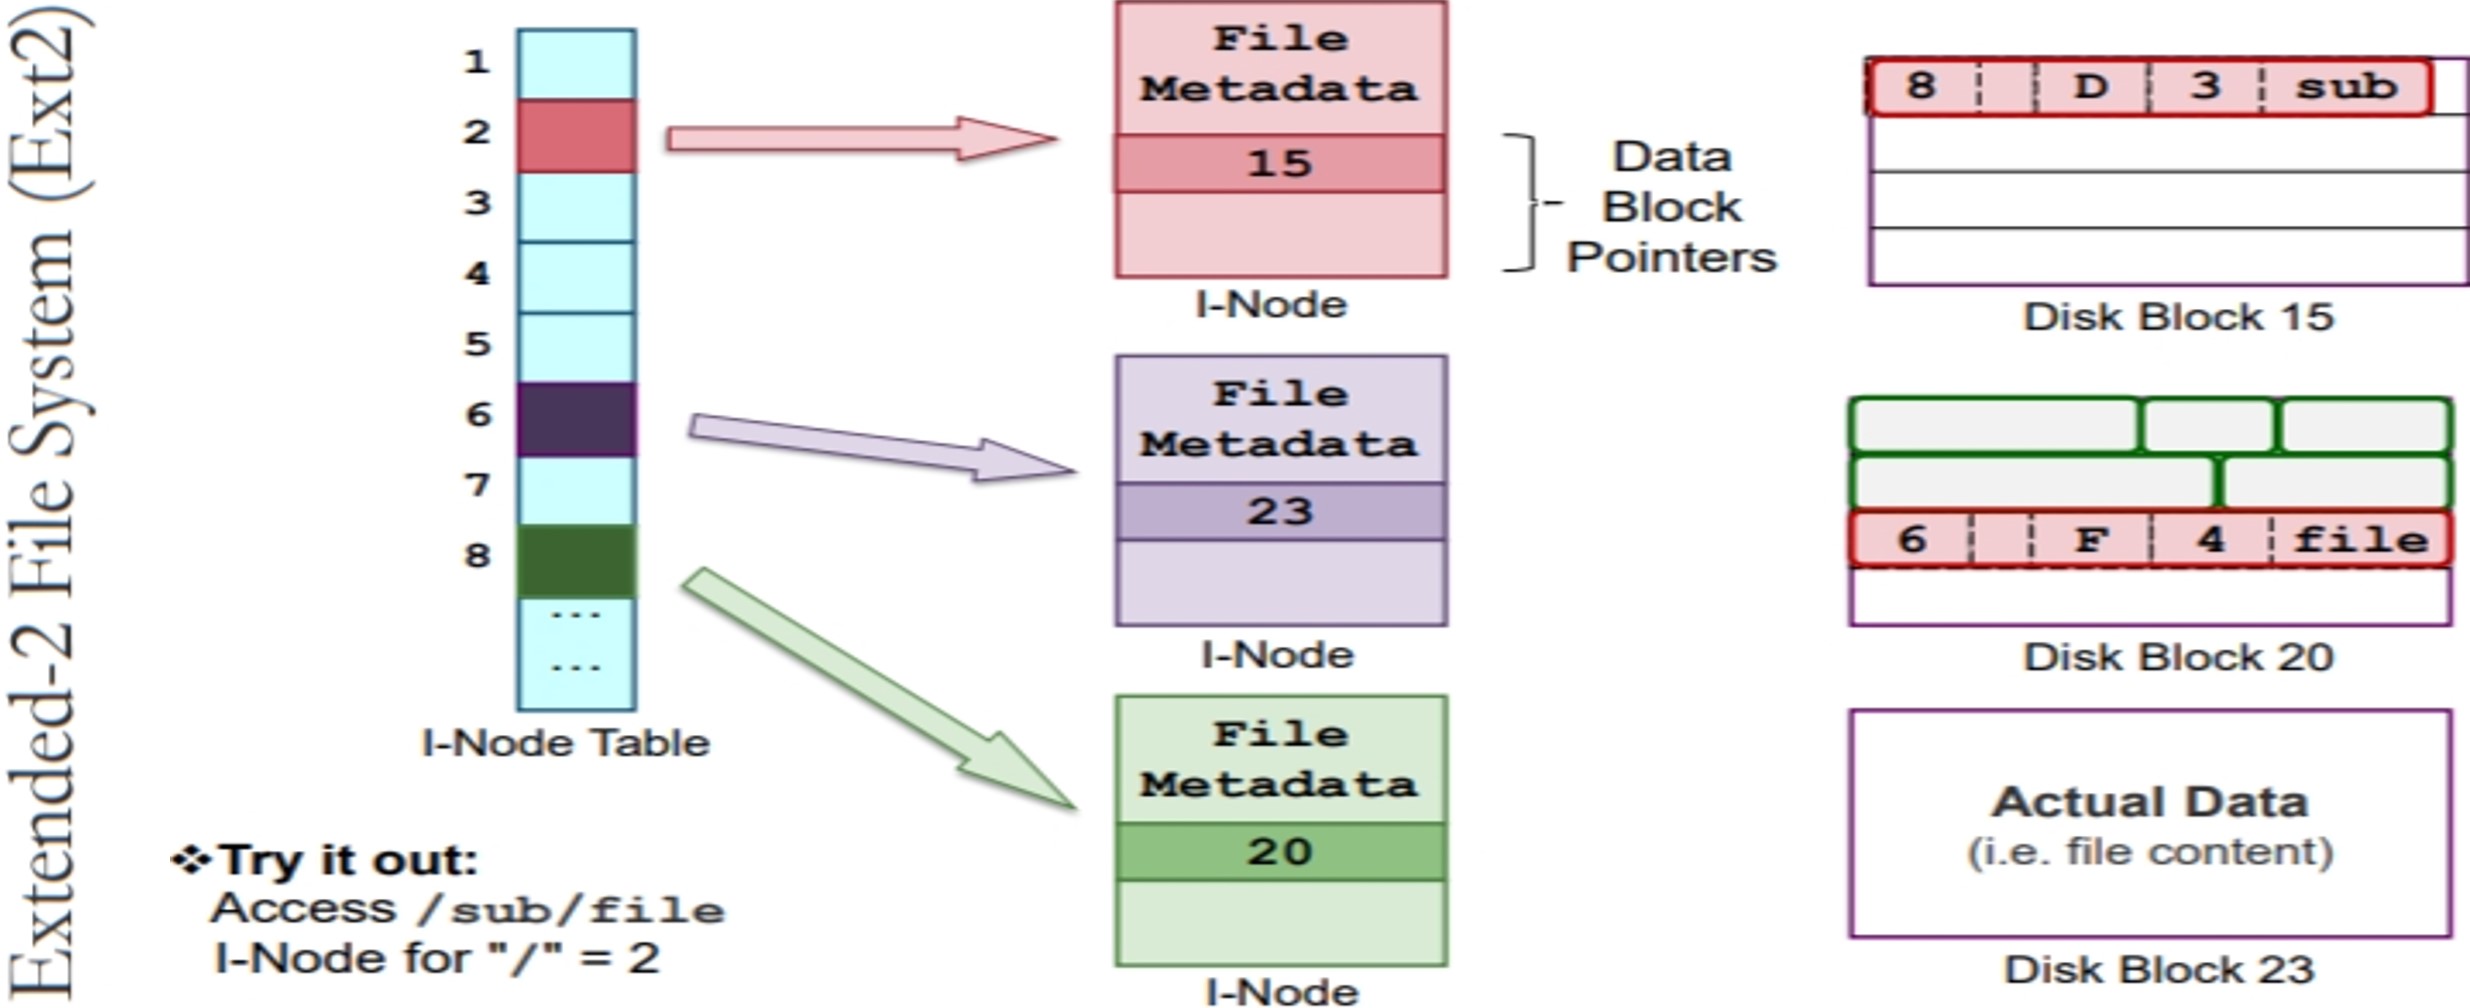 Extended-2 File System (Ext2)
1
2
3
4
5
6
7
8
...
...
I-Node Table
❖Try it out:
Access /sub/file
I-Node for "/" = 2
File
Metadata
15
I-Node
File
Metadata
23
I-Node
File
Metadata
20
I-Node
Data
Block
Pointers
8 D 3 sub
Disk Block 15
6 F 4 file
Disk Block 20
Actual Data
(i.e. file content)
Disk Block 23